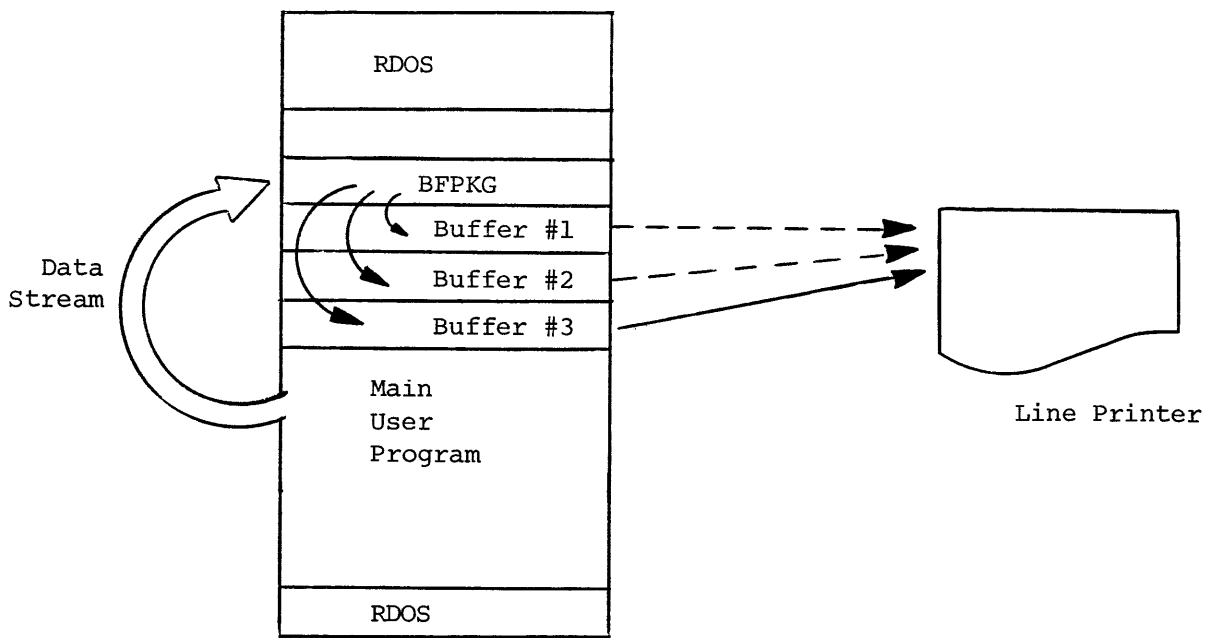 RDOS
BFPKG
Buffer #1
Buffer #2
Buffer #3
Data
Stream
Main
User
Program
Line Printer
RDOS